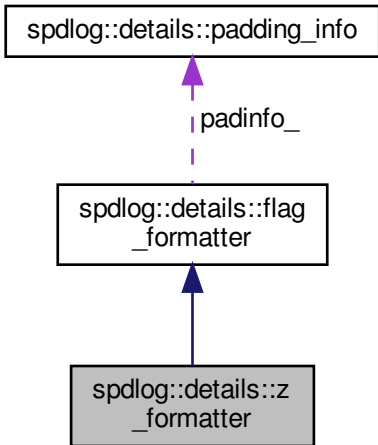 spdlog::details::padding_info
padinfo_
spdlog::details::flag
_formatter
spdlog::details::z
_formatter